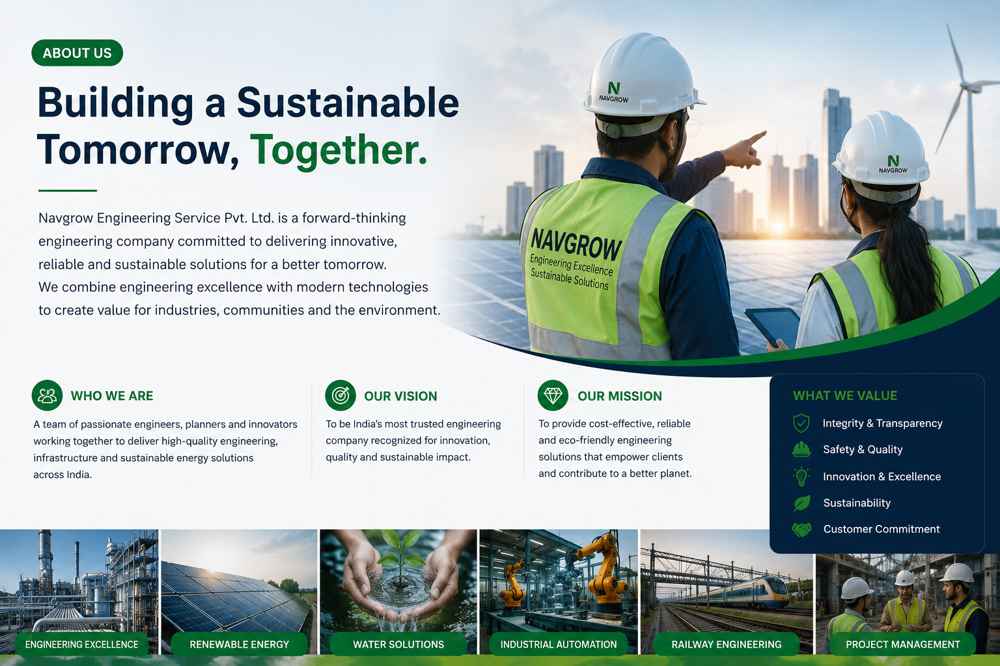 ABOUT US
Building a Sustainable
Tomorrow, Together.
Navgrow Engineering Service Pvt. Ltd. is a forward-thinking
engineering company committed to delivering innovative,
reliable and sustainable solutions for a better tomorrow.
We combine engineering excellence with modern technologies
to create value for industries, communities and the environment.
N
NAVGROW
N
NAVGROW
NAVGROW
Engineering Excellence
Sustainable Solutions
WHO WE ARE
A team of passionate engineers, planners and innovators
working together to deliver high-quality engineering,
infrastructure and sustainable energy solutions
across India.
OUR VISION
To be India's most trusted engineering
company recognized for innovation,
quality and sustainable impact.
OUR MISSION
To provide cost-effective, reliable
and eco-friendly engineering
solutions that empower clients
and contribute to a better planet.
WHAT WE VALUE
Integrity & Transparency
Safety & Quality
Innovation & Excellence
Sustainability
Customer Commitment
ENGINEERING EXCELLENCE
RENEWABLE ENERGY
WATER SOLUTIONS
INDUSTRIAL AUTOMATION
RAILWAY ENGINEERING
PROJECT MANAGEMENT